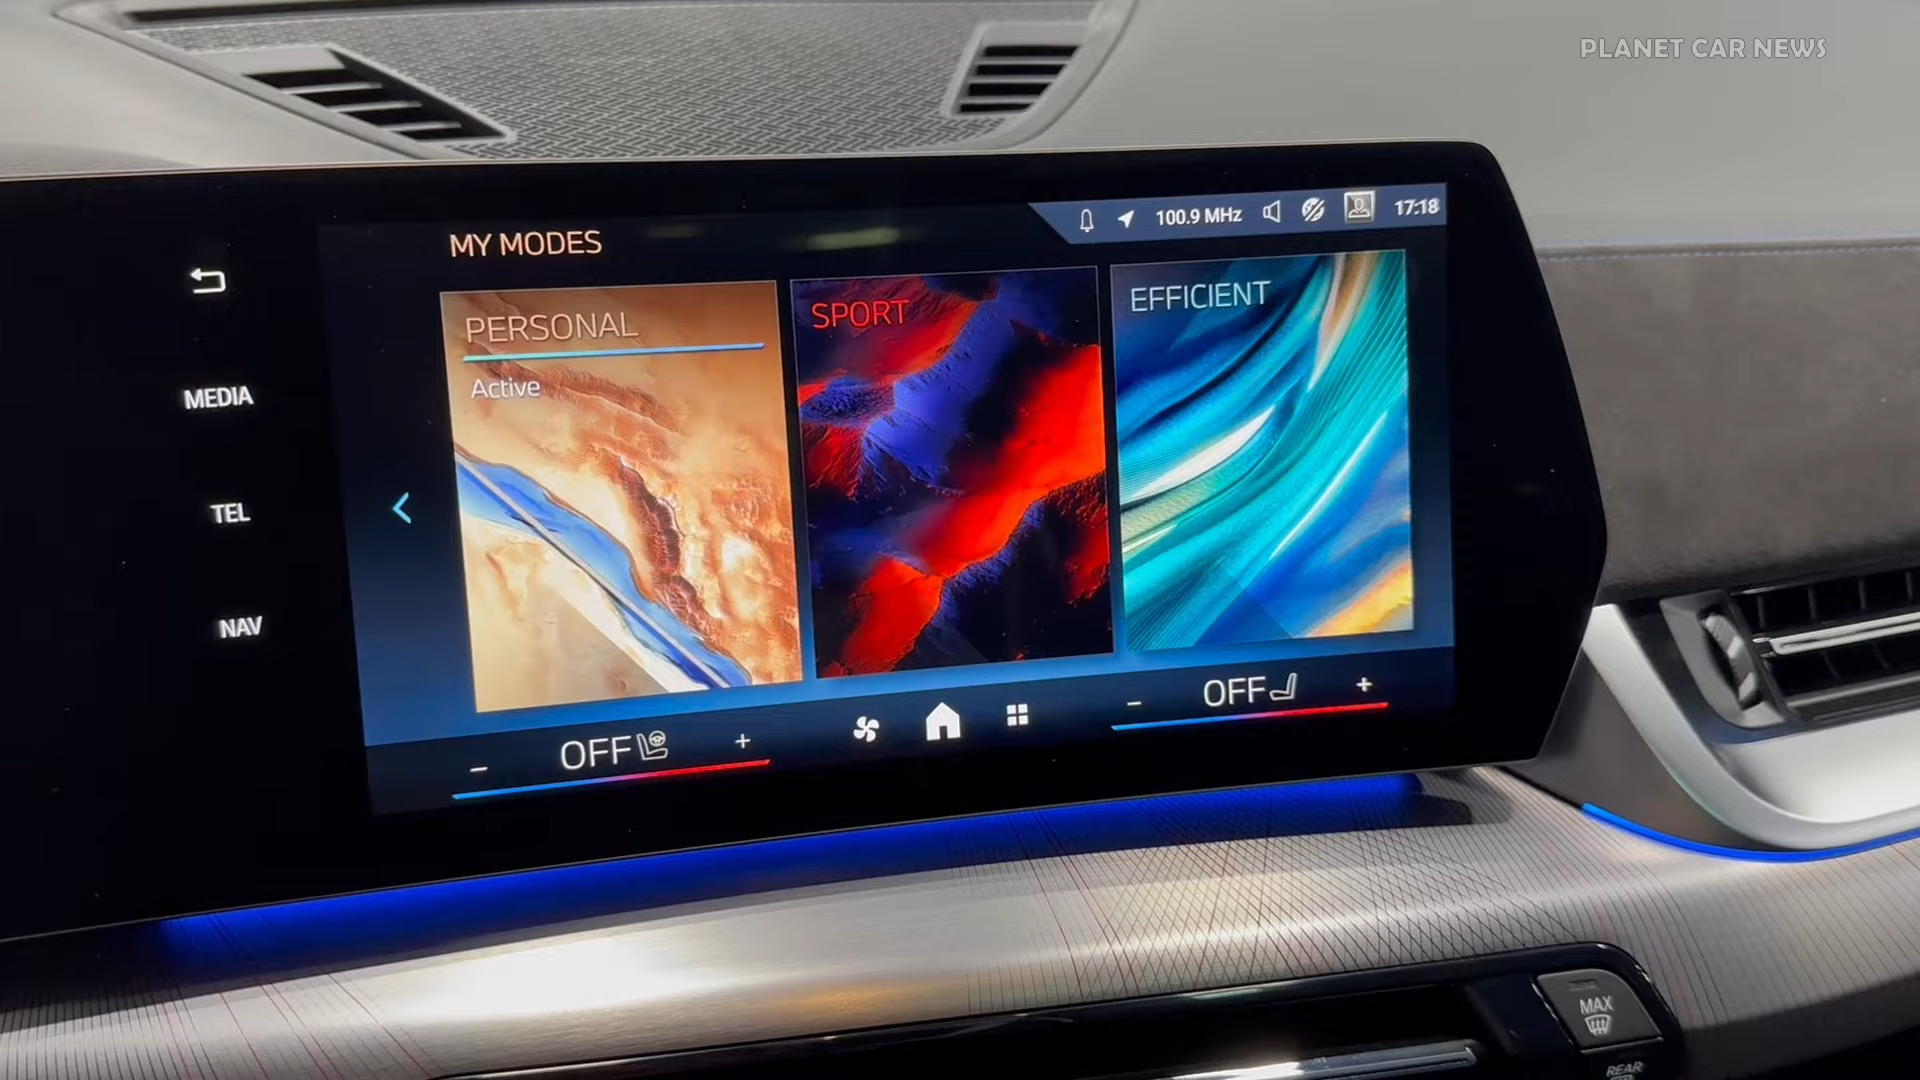 PLANET CAR NEWS
100.9 MHz
17:18
MY MODES
PERSONAL
Active
SPORT
EFFICIENT
MEDIA
TEL
NAV
OFF
OFF
MAX
REAR